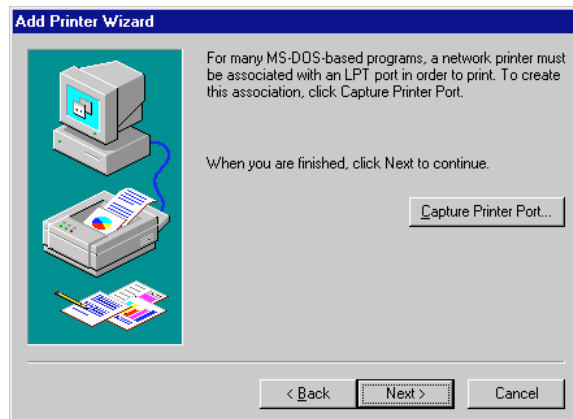 Add Printer Wizard
For many MS-DOS-based programs, a network printer must
be associated with an LPT port in order to print. To create
this association, click Capture Printer Port.
When you are finished, click Next to continue.
Capture Printer Port...
< Back
Next >
Cancel